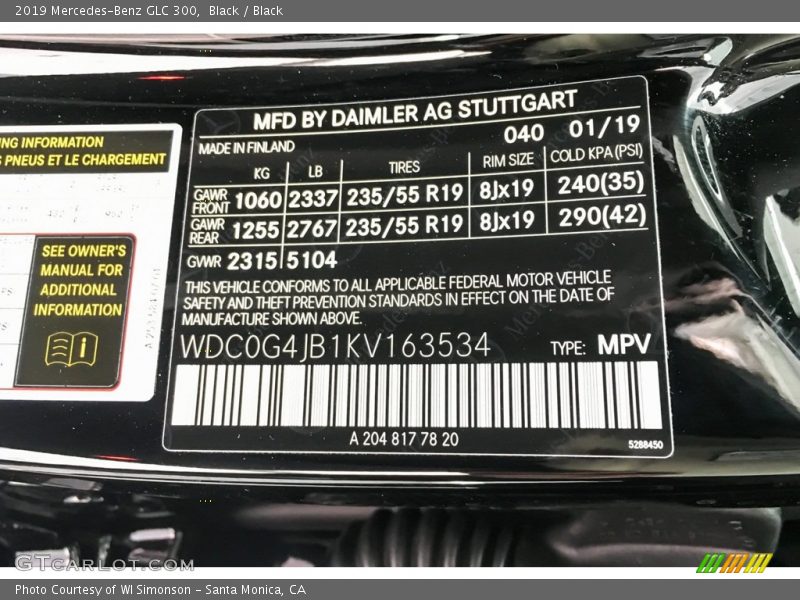 2019 Mercedes-Benz GLC 300, Black / Black
MFD BY DAIMLER AG STUTTGART
MADE IN FINLAND 040 01/19
KG LB TIRES RIM SIZE COLD KPA (PSI)
GAWR FRONT 1060 2337 235/55 R19 8Jx19 240(35)
GAWR REAR 1255 2767 235/55 R19 8Jx19 290(42)
GVWR 2315 5104
THIS VEHICLE CONFORMS TO ALL APPLICABLE FEDERAL MOTOR VEHICLE
SAFETY AND THEFT PREVENTION STANDARDS IN EFFECT ON THE DATE OF
MANUFACTURE SHOWN ABOVE.
WDC0G4JB1KV163534 TYPE: MPV
A 204 817 78 20
5288450
ING INFORMATION
S PNEUS ET LE CHARGEMENT
SEE OWNER'S
MANUAL FOR
ADDITIONAL
INFORMATION
GTCARLOT.COM
Photo Courtesy of WI Simonson - Santa Monica, CA